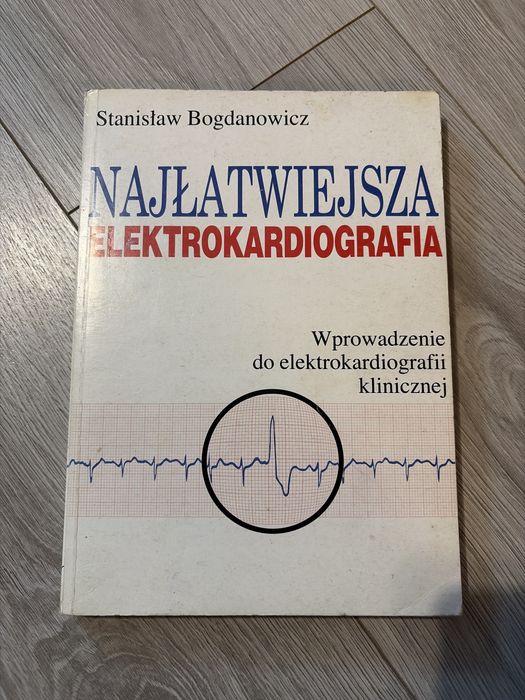 Stanisław Bogdanowicz
NAJŁATWIEJSZA
ELEKTROKARDIOGRAFIA
Wprowadzenie
do elektrokardiografii
klinicznej